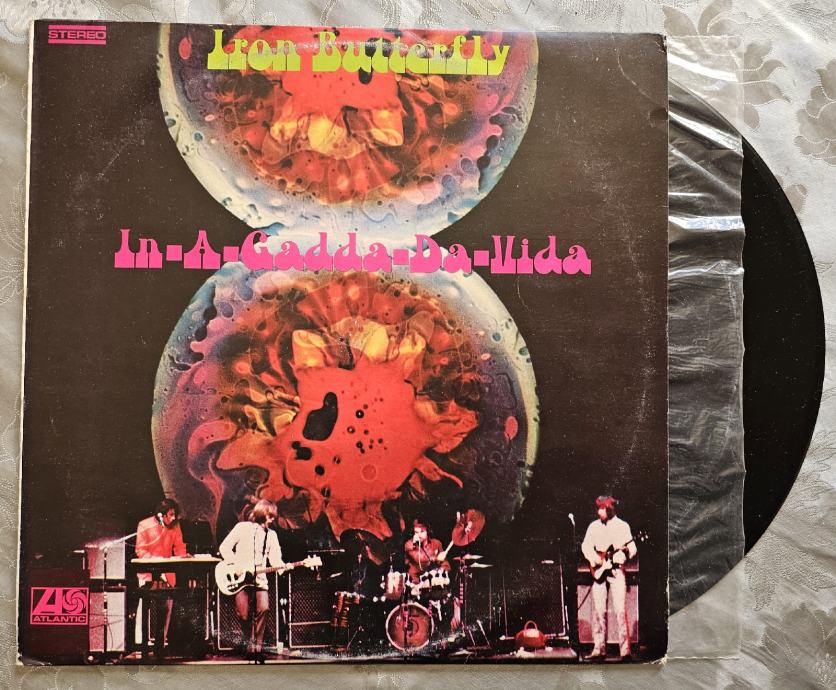 STEREO
Iron Butterfly
In-A-Gadda-Da-Vida
ATLANTIC